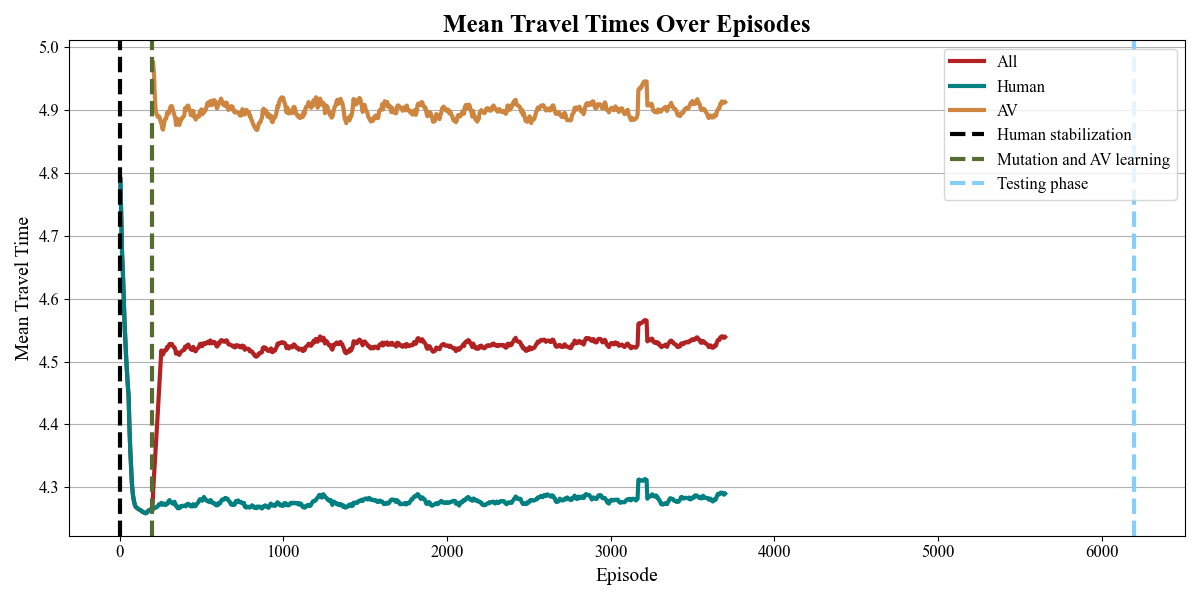 Mean Travel Times Over Episodes
Mean Travel Time
5.0
4.9
4.8
4.7
4.6
4.5
4.4
4.3
All
Human
AV
Human stabilization
Mutation and AV learning
Testing phase
0 1000 2000 3000 4000 5000 6000
Episode